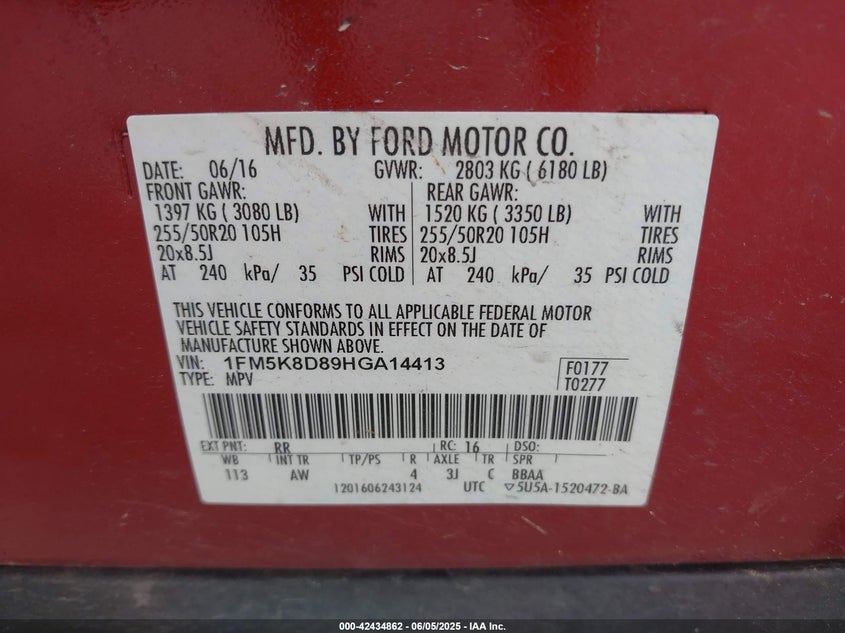 MFD. BY FORD MOTOR CO.
DATE: 06/16 GVWR: 2803 KG ( 6180 LB)
FRONT GAWR: REAR GAWR:
1397 KG ( 3080 LB) WITH 1520 KG ( 3350 LB) WITH
255/50R20 105H TIRES 255/50R20 105H TIRES
20x8.5J RIMS 20x8.5J RIMS
AT 240 kPa/ 35 PSI COLD AT 240 kPa/ 35 PSI COLD
THIS VEHICLE CONFORMS TO ALL APPLICABLE FEDERAL MOTOR
VEHICLE SAFETY STANDARDS IN EFFECT ON THE DATE OF
MANUFACTURE SHOWN ABOVE.
VIN: 1FM5K8D89HGA14413 F0177
TYPE: MPV T0277
EXT PNT: RR RC: 16 DSO:
WB INT TR TP/PS R AXLE TR SPR
113 AW 4 3J C BBAA
1201606243124 UTC ▽5U5A-1520472-BA
000-42434862 - 06/05/2025 - IAA Inc.